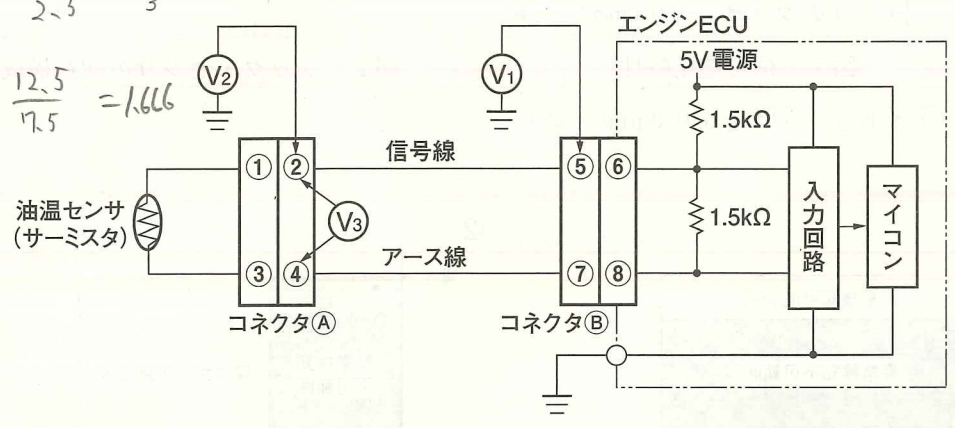 2.5 3
12.5
7.5 =1.666
エンジンECU
5V電源
V2
V1
1.5kΩ
① ② 信号線 ⑤ ⑥
油温センサ
(サーミスタ)
V3
1.5kΩ
入力回路
マイコン
③ ④ アース線 ⑦ ⑧
コネクタⒶ
コネクタⒷ